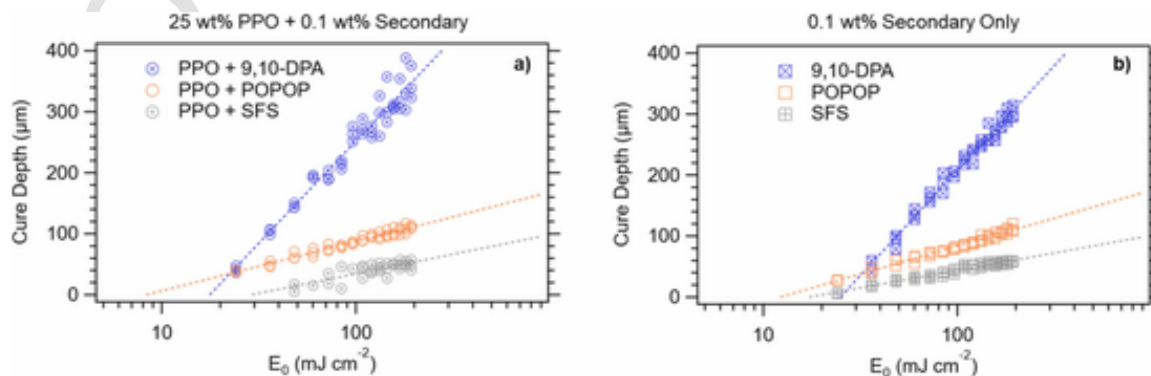 25 wt% PPO + 0.1 wt% Secondary
a)
PPO + 9,10-DPA
PPO + POPOP
PPO + SFS
Cure Depth (µm)
400
300
200
100
0
10
100
E₀ (mJ cm⁻²)
0.1 wt% Secondary Only
b)
9,10-DPA
POPOP
SFS
Cure Depth (µm)
400
300
200
100
0
10
100
E₀ (mJ cm⁻²)